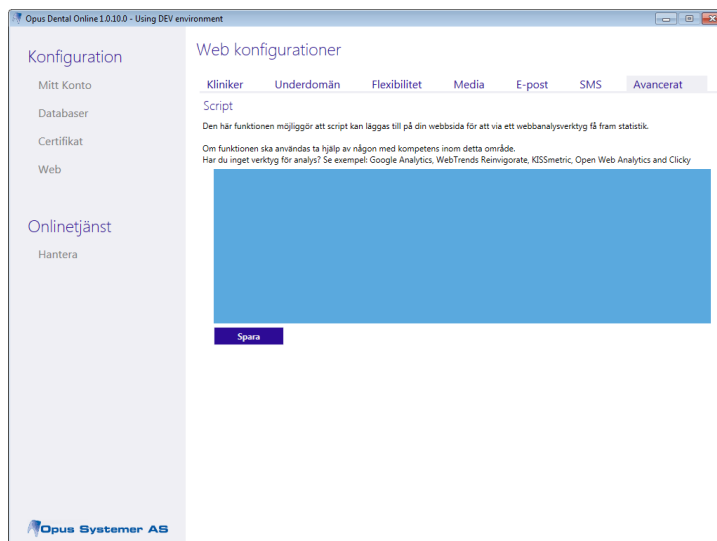 Opus Dental Online 1.0.10.0 - Using DEV environment
Konfiguration
Mitt Konto
Databaser
Certifikat
Web
Onlinetjänst
Hantera
Opus Systemer AS
Web konfigurationer
Kliniker Underdomän Flexibilitet Media E-post SMS Avancerat
Script
Den här funktionen möjliggör att script kan läggas till på din webbsida för att via ett webbanalysverktyg få fram statistik.
Om funktionen ska användas ta hjälp av någon med kompetens inom detta område.
Har du inget verktyg för analys? Se exempel: Google Analytics, WebTrends Reinvigorate, KISSmetric, Open Web Analytics and Clicky
Spara